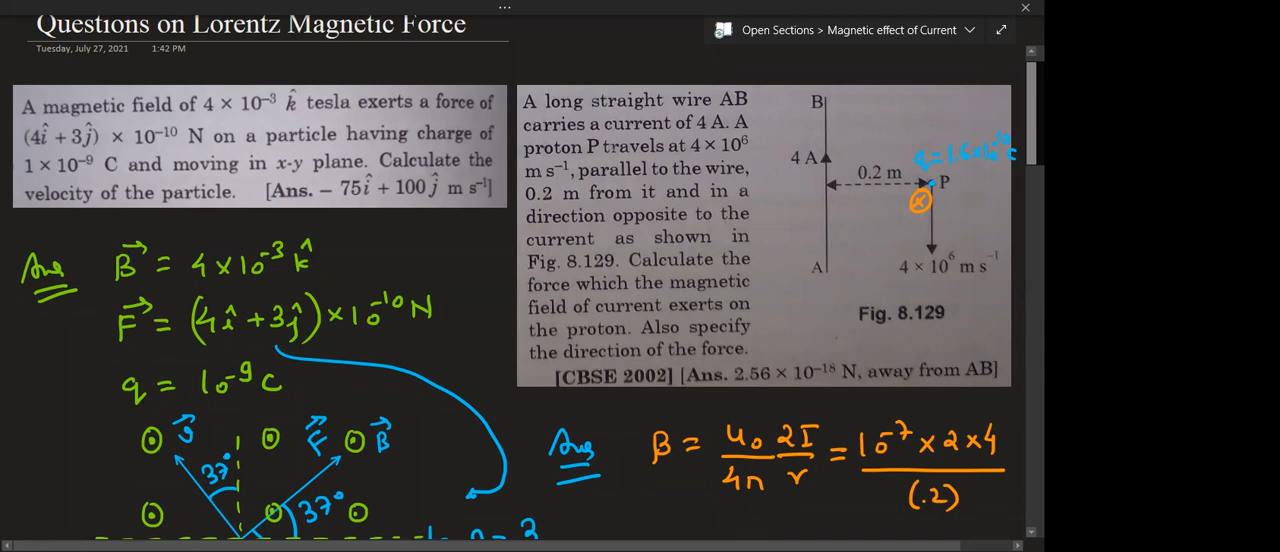 Questions on Lorentz Magnetic Force
Tuesday, July 27, 2021 1:42 PM
Open Sections > Magnetic effect of Current
A magnetic field of 4 × 10⁻³ k̂ tesla exerts a force of
(4î + 3ĵ) × 10⁻¹⁰ N on a particle having charge of
1 × 10⁻⁹ C and moving in x-y plane. Calculate the
velocity of the particle. [Ans. – 75î + 100ĵ m s⁻¹]
Ans
B⃗ = 4×10⁻³ k̂
F⃗ = (4î + 3ĵ)×10⁻¹⁰ N
q = 10⁻⁹ C
F⃗
B⃗
37°
37°
A long straight wire AB
carries a current of 4 A. A
proton P travels at 4 × 10⁶
m s⁻¹, parallel to the wire,
0.2 m from it and in a
direction opposite to the
current as shown in
Fig. 8.129. Calculate the
force which the magnetic
field of current exerts on
the proton. Also specify
the direction of the force.
[CBSE 2002] [Ans. 2.56 × 10⁻¹⁸ N, away from AB]
B
4 A
0.2 m
P
A
4 × 10⁶ m s⁻¹
Fig. 8.129
Ans
B = μ₀/4π 2I/r = 10⁻⁷ × 2 × 4/(.2)